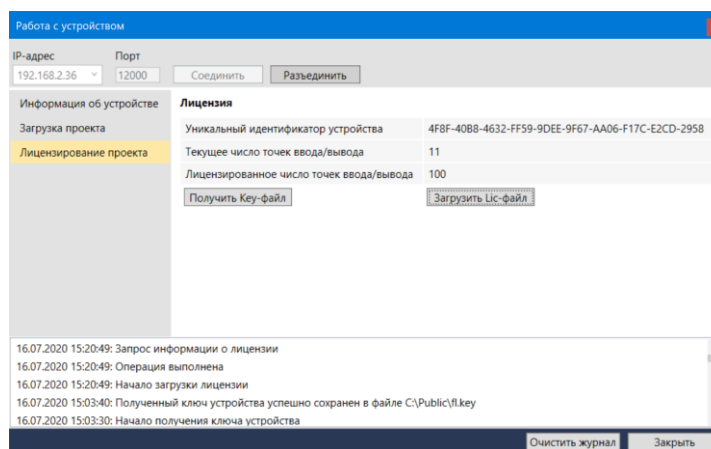 Работа с устройством
IP-адрес Порт
192.168.2.36 12000 Соединить Разъединить
Информация об устройстве
Загрузка проекта
Лицензирование проекта
Лицензия
Уникальный идентификатор устройства 4F8F-40B8-4632-FF59-9DEE-9F67-AA06-F17C-E2CD-2958
Текущее число точек ввода/вывода 11
Лицензированное число точек ввода/вывода 100
Получить Key-файл Загрузить Lic-файл
16.07.2020 15:20:49: Запрос информации о лицензии
16.07.2020 15:20:49: Операция выполнена
16.07.2020 15:20:49: Начало загрузки лицензии
16.07.2020 15:03:40: Полученный ключ устройства успешно сохранен в файле C:\Public\fl.key
16.07.2020 15:03:30: Начало получения ключа устройства
Очистить журнал Закрыть